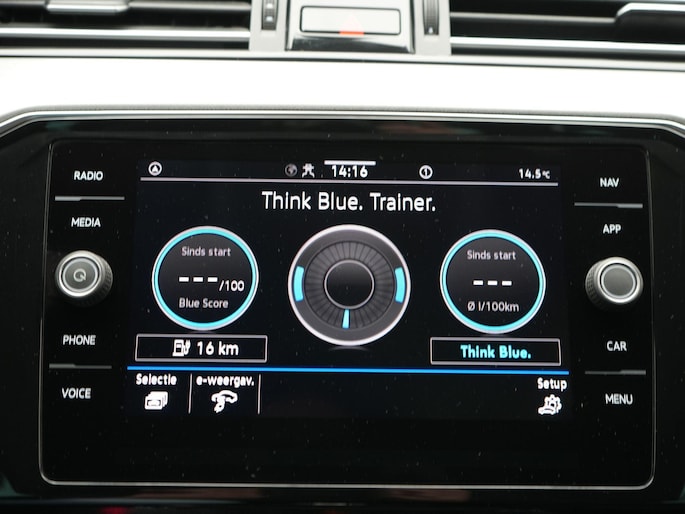 RADIO
MEDIA
PHONE
VOICE
14:16
14.5°C
Think Blue. Trainer.
Sinds start
---/100
Blue Score
Sinds start
---
Ø l/100km
16 km
Think Blue.
Selectie
e-weergav.
Setup
NAV
APP
CAR
MENU